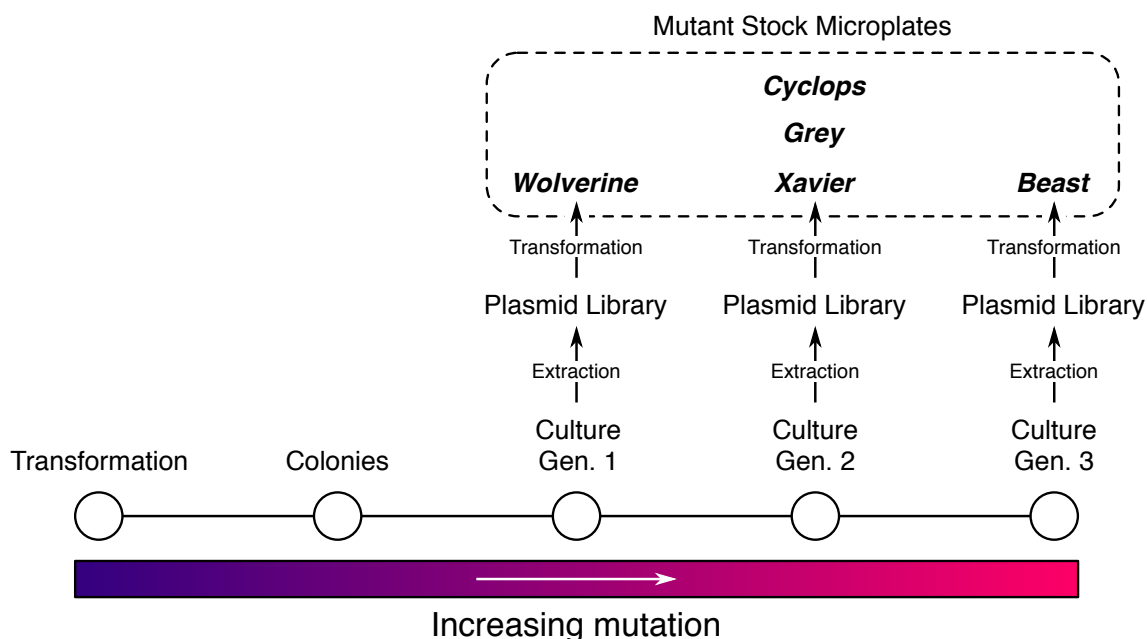 Mutant Stock Microplates
Cyclops
Grey
Wolverine Xavier Beast
Transformation Transformation Transformation
Plasmid Library Plasmid Library Plasmid Library
Extraction Extraction Extraction
Culture Culture Culture
Transformation Colonies Gen. 1 Gen. 2 Gen. 3
Increasing mutation